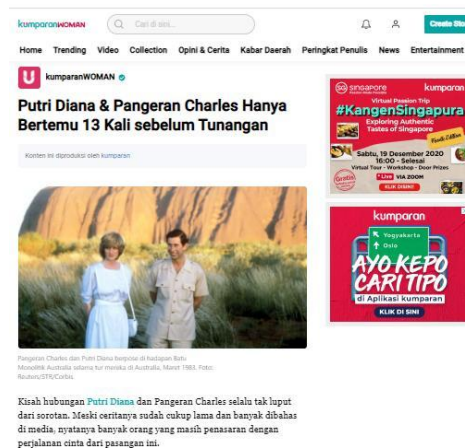 kumparanWOMAN
Cari di sini...
Create Sto
Home Trending Video Collection Opini & Cerita Kabar Daerah Peringkat Penulis News Entertainment
U kumparanWOMAN
Putri Diana & Pangeran Charles Hanya
Bertemu 13 Kali sebelum Tunangan
Konten ini diproduksi oleh kumparan
Pangeran Charles dan Putri Diana berpose di hadapan Batu
Monolitik Australia selama tur mereka di Australia, Maret 1983. Foto:
Reuters/STR/Corbis
Kisah hubungan Putri Diana dan Pangeran Charles selalu tak luput
dari sorotan. Meski ceritanya sudah cukup lama dan banyak dibahas
di media, nyatanya banyak orang yang masih penasaran dengan
perjalanan cinta dari pasangan ini.
SG singapore
kumparan
Virtual Passion Trip
#KangenSingapura
Exploring Authentic
Tastes of Singapore
Sabtu, 19 Desember 2020
16:00 - Selesai
Virtual Tour - Workshop - Door Prizes
Gratis
Live VIA ZOOM
KLIK DISINI
kumparan
Yogyakarta
Oslo
AYO KEPO
CARI TIPO
di Aplikasi kumparan
KLIK DI SINI